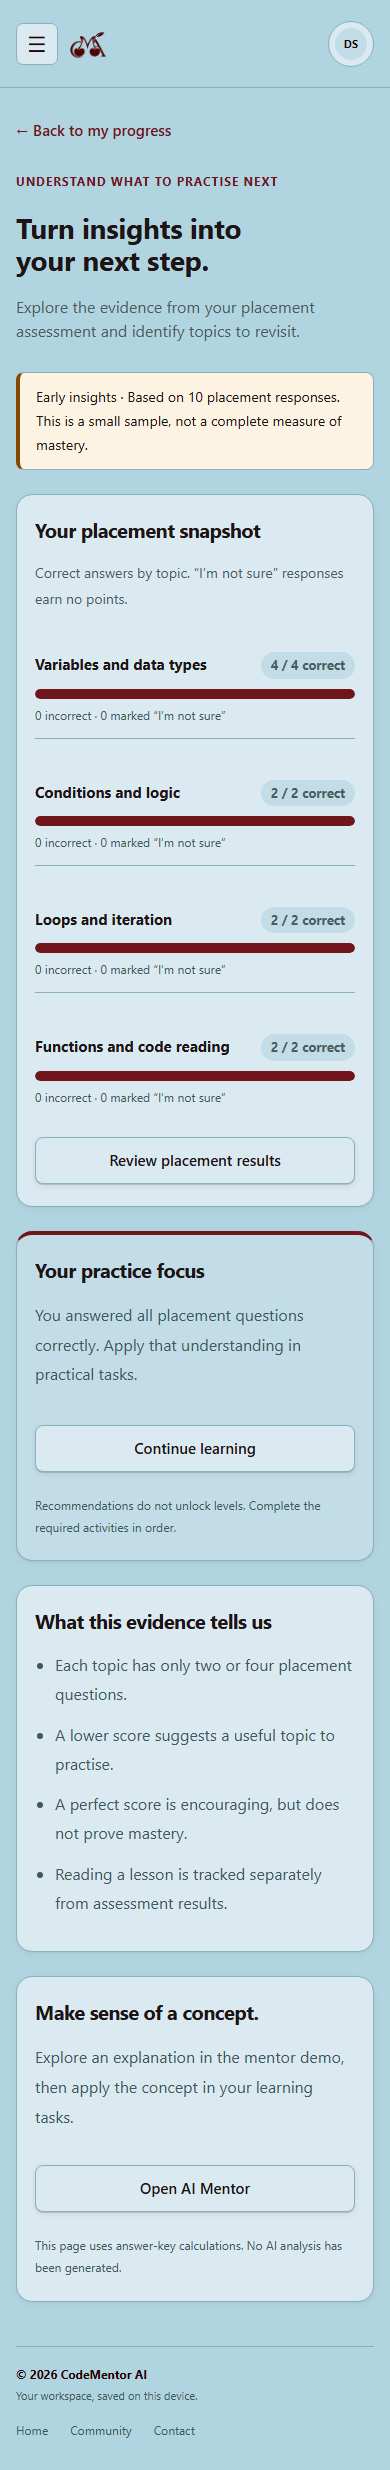 DS
← Back to my progress
UNDERSTAND WHAT TO PRACTISE NEXT
Turn insights into
your next step.
Explore the evidence from your placement
assessment and identify topics to revisit.
Early insights · Based on 10 placement responses.
This is a small sample, not a complete measure of
mastery.
Your placement snapshot
Correct answers by topic. “I’m not sure” responses
earn no points.
Variables and data types 4 / 4 correct
0 incorrect · 0 marked “I’m not sure”
Conditions and logic 2 / 2 correct
0 incorrect · 0 marked “I’m not sure”
Loops and iteration 2 / 2 correct
0 incorrect · 0 marked “I’m not sure”
Functions and code reading 2 / 2 correct
0 incorrect · 0 marked “I’m not sure”
Review placement results
Your practice focus
You answered all placement questions
correctly. Apply that understanding in
practical tasks.
Continue learning
Recommendations do not unlock levels. Complete the
required activities in order.
What this evidence tells us
• Each topic has only two or four placement
questions.
• A lower score suggests a useful topic to
practise.
• A perfect score is encouraging, but does
not prove mastery.
• Reading a lesson is tracked separately
from assessment results.
Make sense of a concept.
Explore an explanation in the mentor demo,
then apply the concept in your learning
tasks.
Open AI Mentor
This page uses answer-key calculations. No AI analysis has
been generated.
© 2026 CodeMentor AI
Your workspace, saved on this device.
Home Community Contact